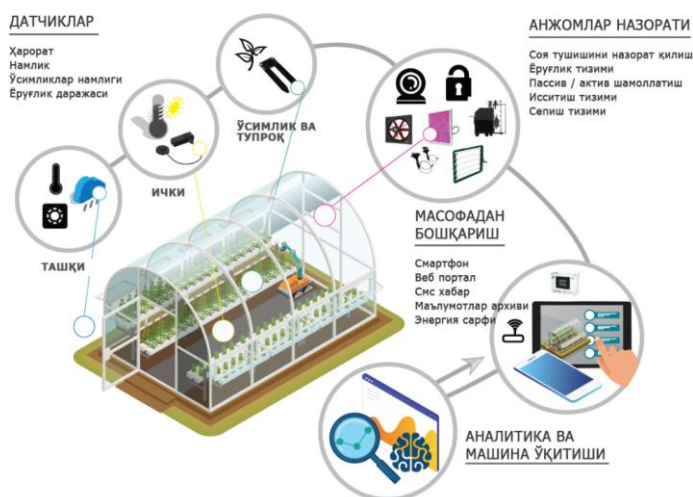 ДАТЧИКЛАР
Ҳарорат
Намлик
Ўсимликлар намлиги
Ёруғлик даражаси
АНЖОМЛАР НАЗОРАТИ
Соя тушишини назорат қилиш
Ёруғлик тизими
Пассив / актив шамоллатиш
Исситиш тизими
Сепиш тизими
ЎСИМЛИК ВА
ТУПРОҚ
ИЧКИ
ТАШҚИ
МАСОФАДАН
БОШҚАРИШ
Смартфон
Веб портал
Смс хабар
Маълумотлар архиви
Энергия сарфи
АНАЛИТИКА ВА
МАШИНА ЎҚИТИШИ